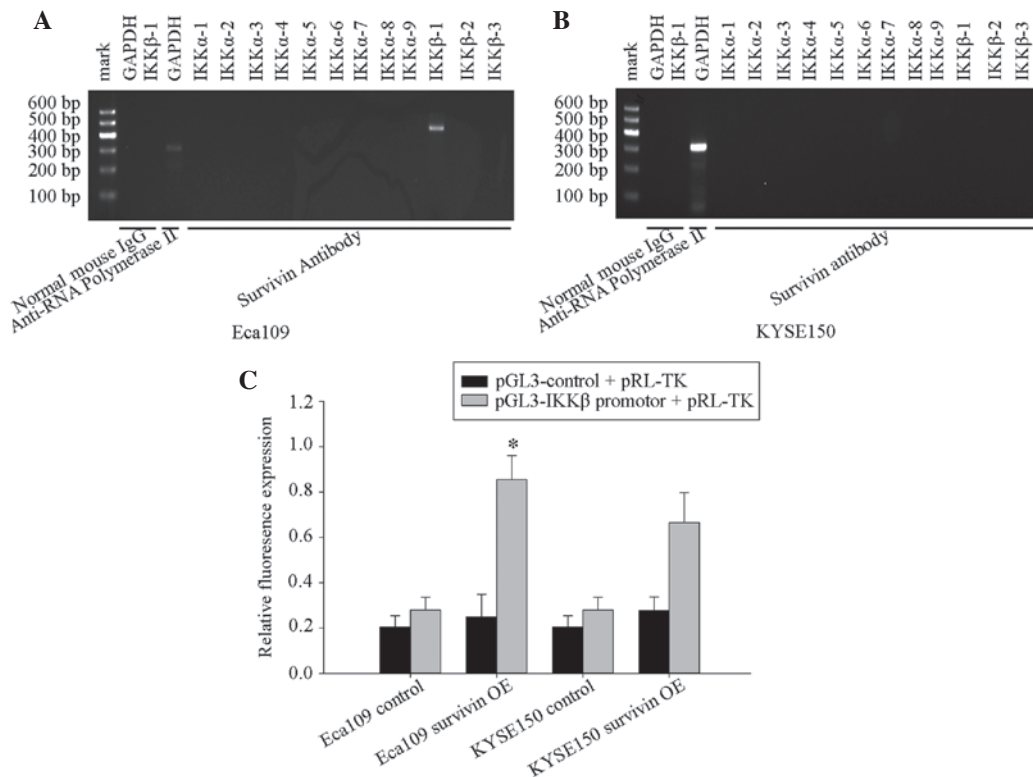 A
mark
GAPDH
IKKβ-1
GAPDH
IKKα-1
IKKα-2
IKKα-3
IKKα-4
IKKα-5
IKKα-6
IKKα-7
IKKα-8
IKKα-9
IKKβ-1
IKKβ-2
IKKβ-3
600 bp
500 bp
400 bp
300 bp
200 bp
100 bp
Normal mouse IgG
Anti-RNA Polymerase II
Survivin Antibody
Eca109
B
mark
GAPDH
IKKβ-1
GAPDH
IKKα-1
IKKα-2
IKKα-3
IKKα-4
IKKα-5
IKKα-6
IKKα-7
IKKα-8
IKKα-9
IKKβ-1
IKKβ-2
IKKβ-3
600 bp
500 bp
400 bp
300 bp
200 bp
100 bp
Normal mouse IgG
Anti-RNA Polymerase II
Survivin antibody
KYSE150
C
pGL3-control + pRL-TK
pGL3-IKKβ promotor + pRL-TK
Relative fluoresence expression
1.2
1.0
0.8
0.6
0.4
0.2
0.0
*
Eca109 control
Eca109 survivin OE
KYSE150 control
KYSE150 survivin OE